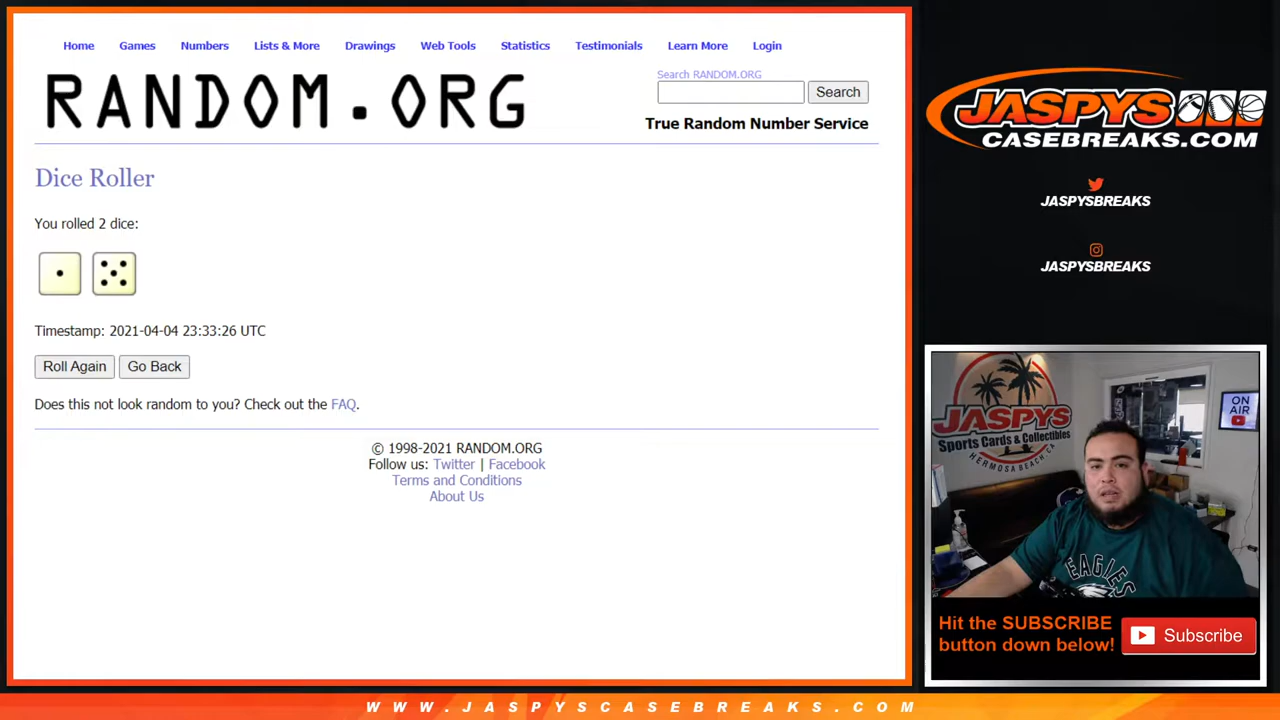 Home Games Numbers Lists & More Drawings Web Tools Statistics Testimonials Learn More Login
RANDOM.ORG
Search RANDOM.ORG
Search
True Random Number Service
Dice Roller
You rolled 2 dice:
Timestamp: 2021-04-04 23:33:26 UTC
Roll Again Go Back
Does this not look random to you? Check out the FAQ.
© 1998-2021 RANDOM.ORG
Follow us: Twitter | Facebook
Terms and Conditions
About Us
JASPYS
CASEBREAKS.COM
JASPYSBREAKS
JASPYSBREAKS
JASPYS
Sports Cards & Collectibles
HERMOSA BEACH, CA
ON
AIR
EAGLES
Hit the SUBSCRIBE
button down below!
Subscribe
WWW.JASPYSCASEBREAKS.COM